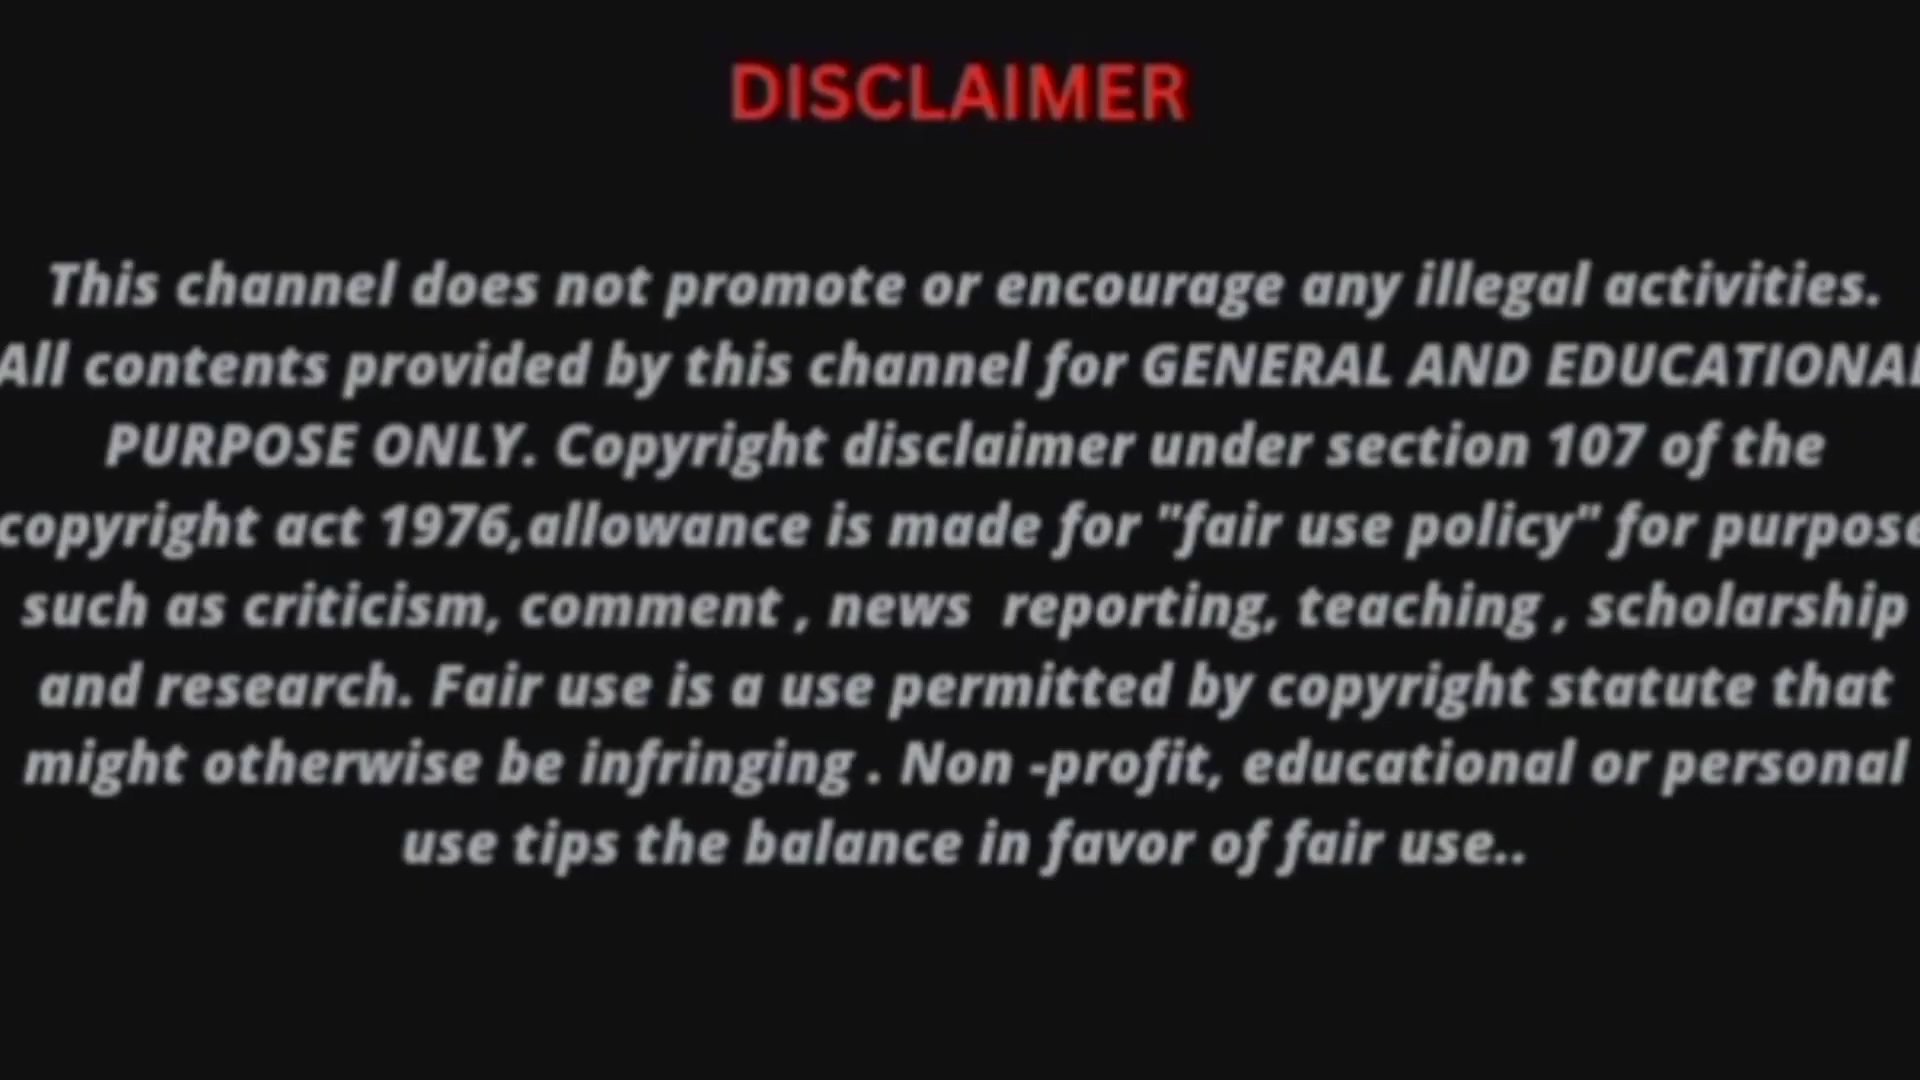 DISCLAIMER
This channel does not promote or encourage any illegal activities.
All contents provided by this channel for GENERAL AND EDUCATIONAL
PURPOSE ONLY. Copyright disclaimer under section 107 of the
copyright act 1976,allowance is made for "fair use policy" for purpose
such as criticism, comment , news  reporting, teaching , scholarship
and research. Fair use is a use permitted by copyright statute that
might otherwise be infringing . Non -profit, educational or personal
use tips the balance in favor of fair use..